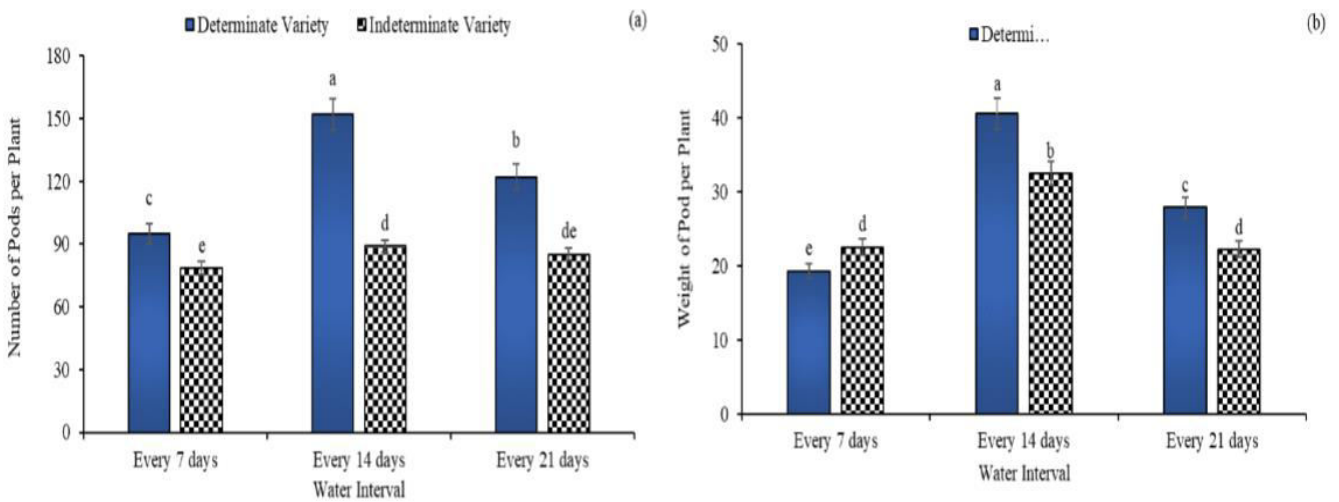 Determinate Variety Indeterminate Variety (a)
Number of Pods per Plant
180
150
120
90
60
30
0
c
e
a
d
b
de
Every 7 days Every 14 days Every 21 days
Water Interval
Determi... (b)
Weight of Pod per Plant
50
40
30
20
10
0
e
d
a
b
c
d
Every 7 days Every 14 days Every 21 days
Water Interval